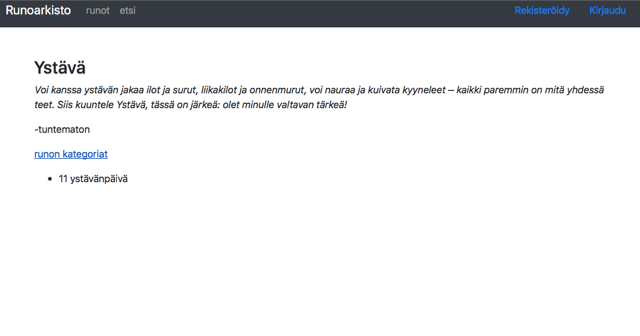 Runoarkisto runot etsi Rekisteröidy Kirjaudu
Ystävä
Voi kanssa ystävän jakaa ilot ja surut, liikakilot ja onnenmurut, voi nauraa ja kuivata kyyneleet – kaikki paremmin on mitä yhdessä
teet. Siis kuuntele Ystävä, tässä on järkeä: olet minulle valtavan tärkeä!
-tuntematon
runon kategoriat
• 11 ystävänpäivä